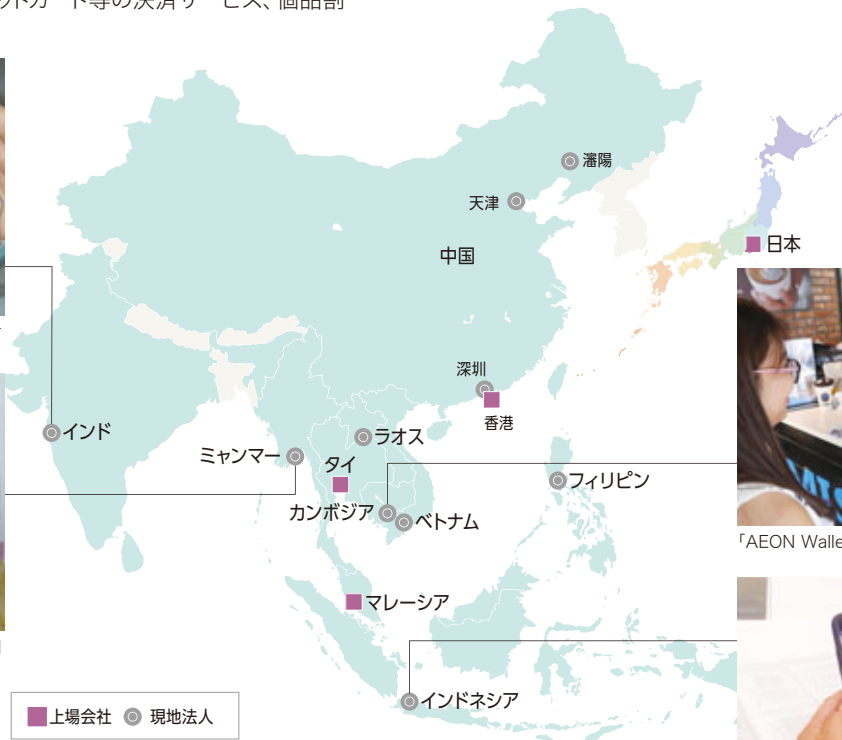 ットカード等の決済サービス、個品割
瀋陽
天津
中国
日本
深圳
香港
インド
ラオス
ミャンマー
タイ
フィリピン
カンボジア
ベトナム
「AEON Walle
マレーシア
インドネシア
上場会社 現地法人